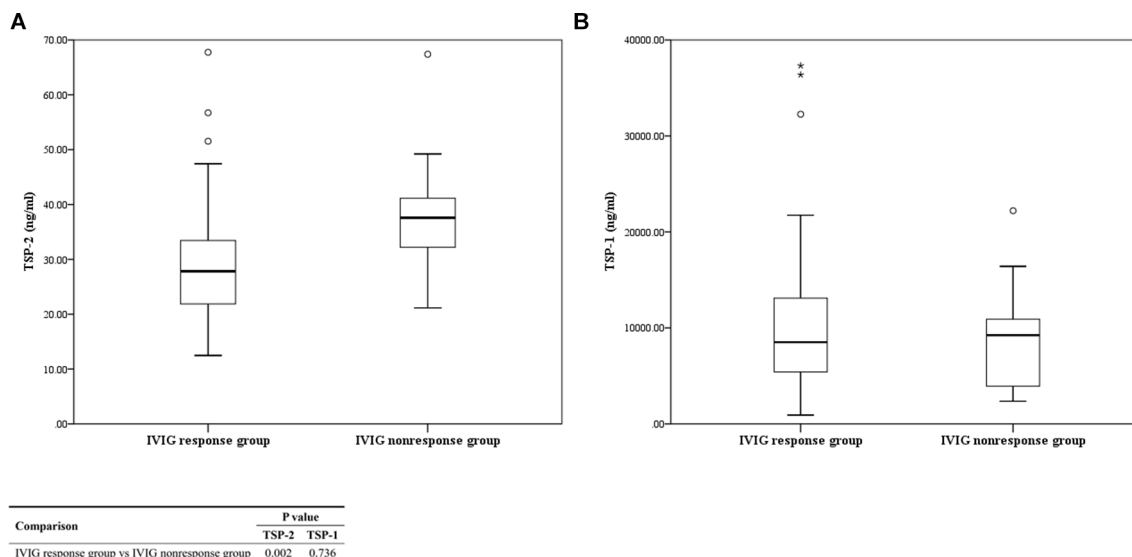 A
70.00
60.00
50.00
40.00
30.00
20.00
10.00
.00
TSP-2 (ng/ml)
IVIG response group IVIG nonresponse group
B
40000.00
30000.00
20000.00
10000.00
.00
TSP-1 (ng/ml)
IVIG response group IVIG nonresponse group
Comparison P value
TSP-2 TSP-1
IVIG response group vs IVIG nonresponse group 0.002 0.736